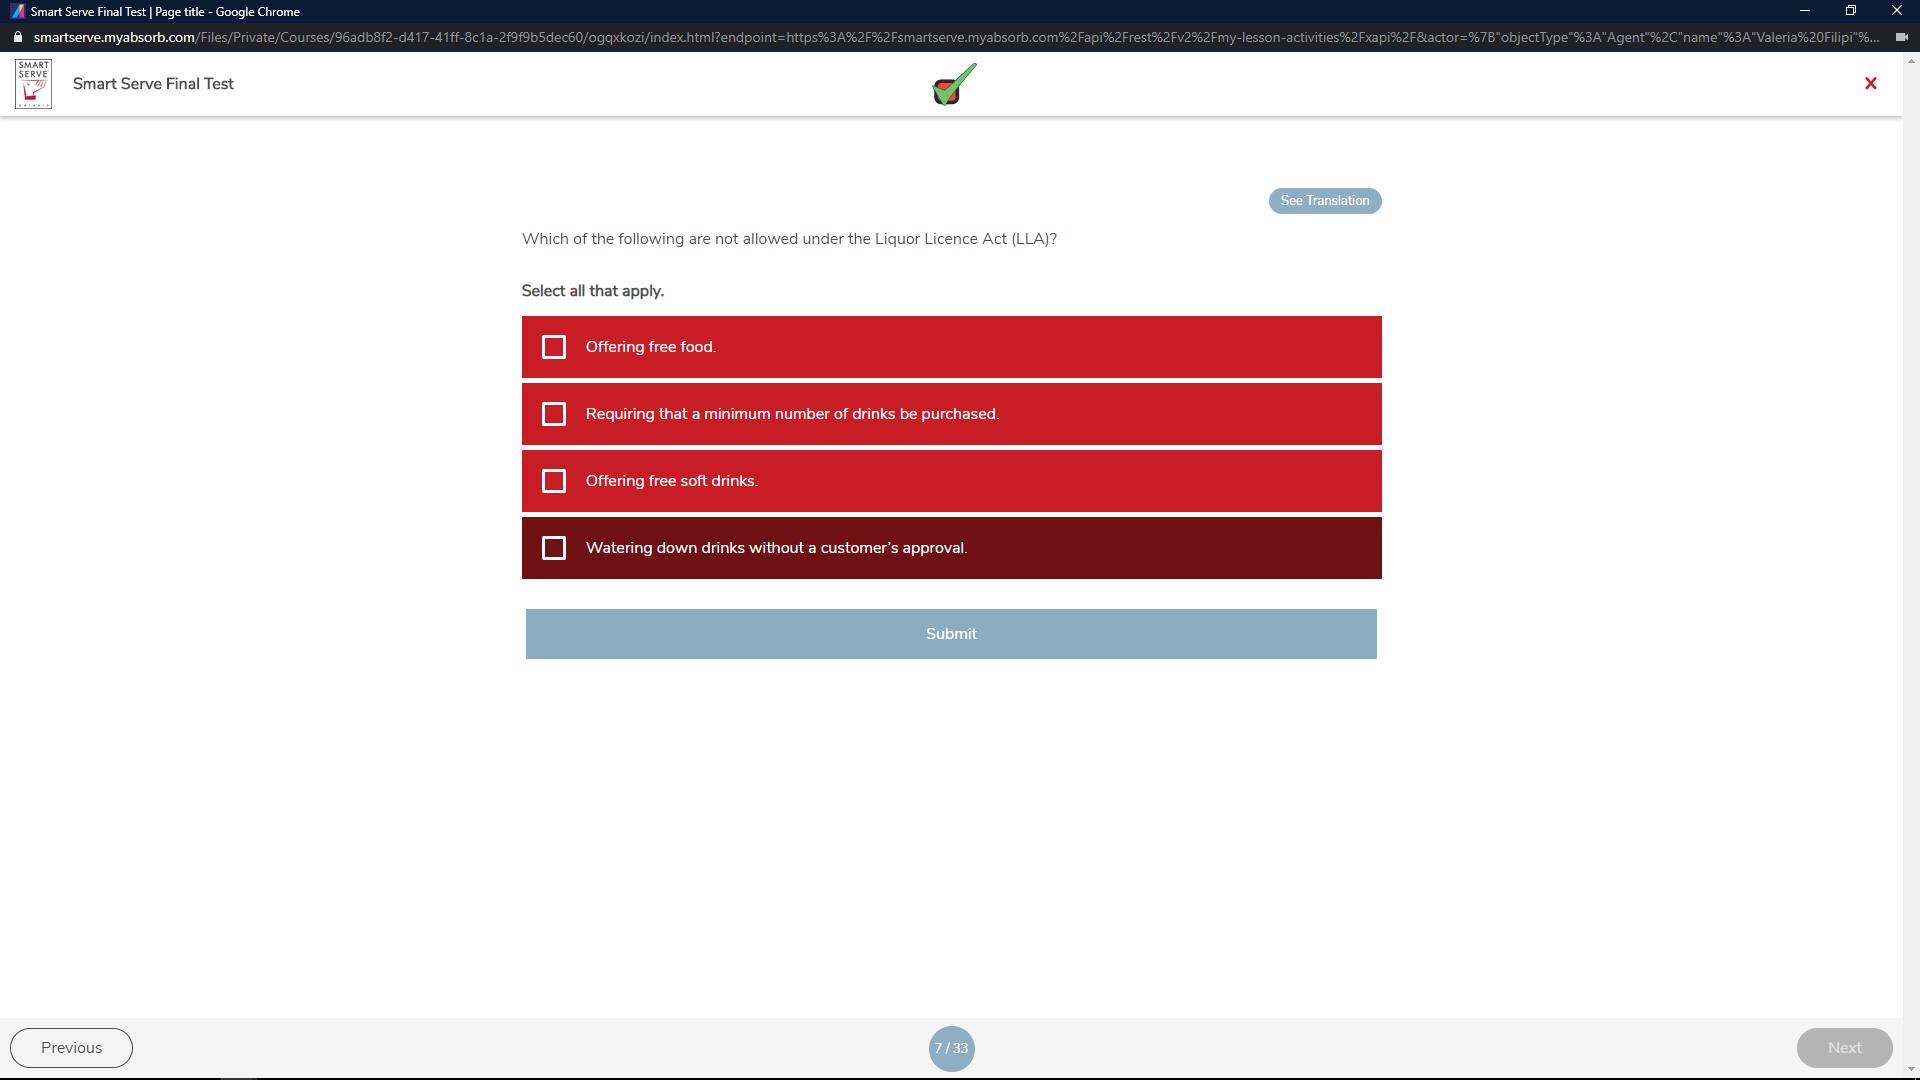 Smart Serve Final Test | Page title - Google Chrome
smartserve.myabsorb.com/Files/Private/Courses/96adb8f2-d417-41ff-8c1a-2f9f9b5dec60/ogqxkozi/index.html?endpoint=https%3A%2F%2Fsmartserve.myabsorb.com%2Fapi%2Frest%2Fv2%2Fmy-lesson-activities%2Fxapi%2F&actor=%7B"objectType"%3A"Agent"%2C"name"%3A"Valeria%20Filipi"%...
SMART
SERVE
ONTARIO
Smart Serve Final Test
See Translation
Which of the following are not allowed under the Liquor Licence Act (LLA)?
Select all that apply.
Offering free food.
Requiring that a minimum number of drinks be purchased.
Offering free soft drinks.
Watering down drinks without a customer’s approval.
Submit
Previous
7 / 33
Next